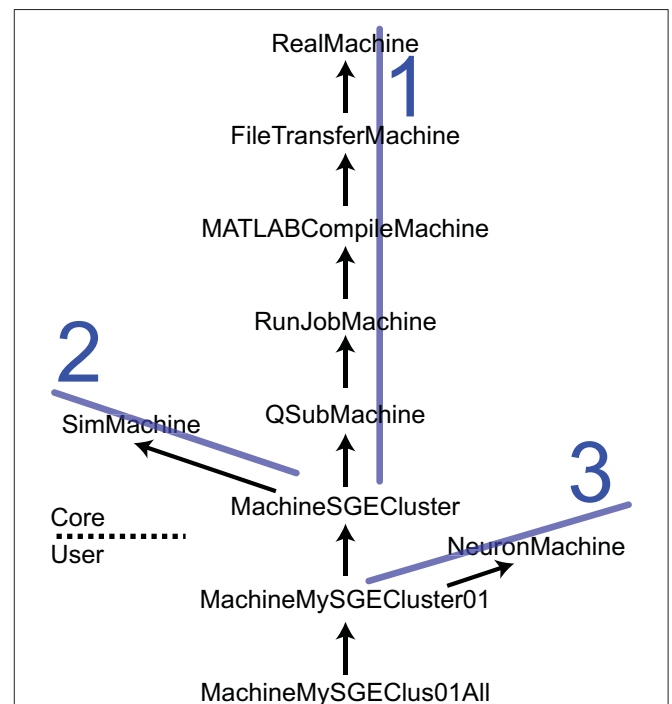 RealMachine
1
FileTransferMachine
MATLABCompileMachine
RunJobMachine
2
QSubMachine
SimMachine
3
MachineSGECluster
Core
User
NeuronMachine
MachineMySGECluster01
MachineMySGEClus01All